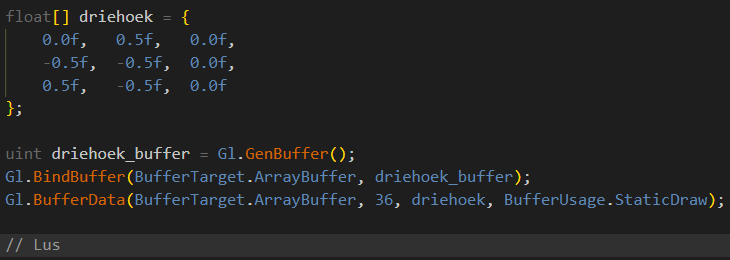 float[] driehoek = {
    0.0f,   0.5f,   0.0f,
    -0.5f,  -0.5f,  0.0f,
    0.5f,   -0.5f,  0.0f
};

uint driehoek_buffer = Gl.GenBuffer();
Gl.BindBuffer(BufferTarget.ArrayBuffer, driehoek_buffer);
Gl.BufferData(BufferTarget.ArrayBuffer, 36, driehoek, BufferUsage.StaticDraw);

// Lus